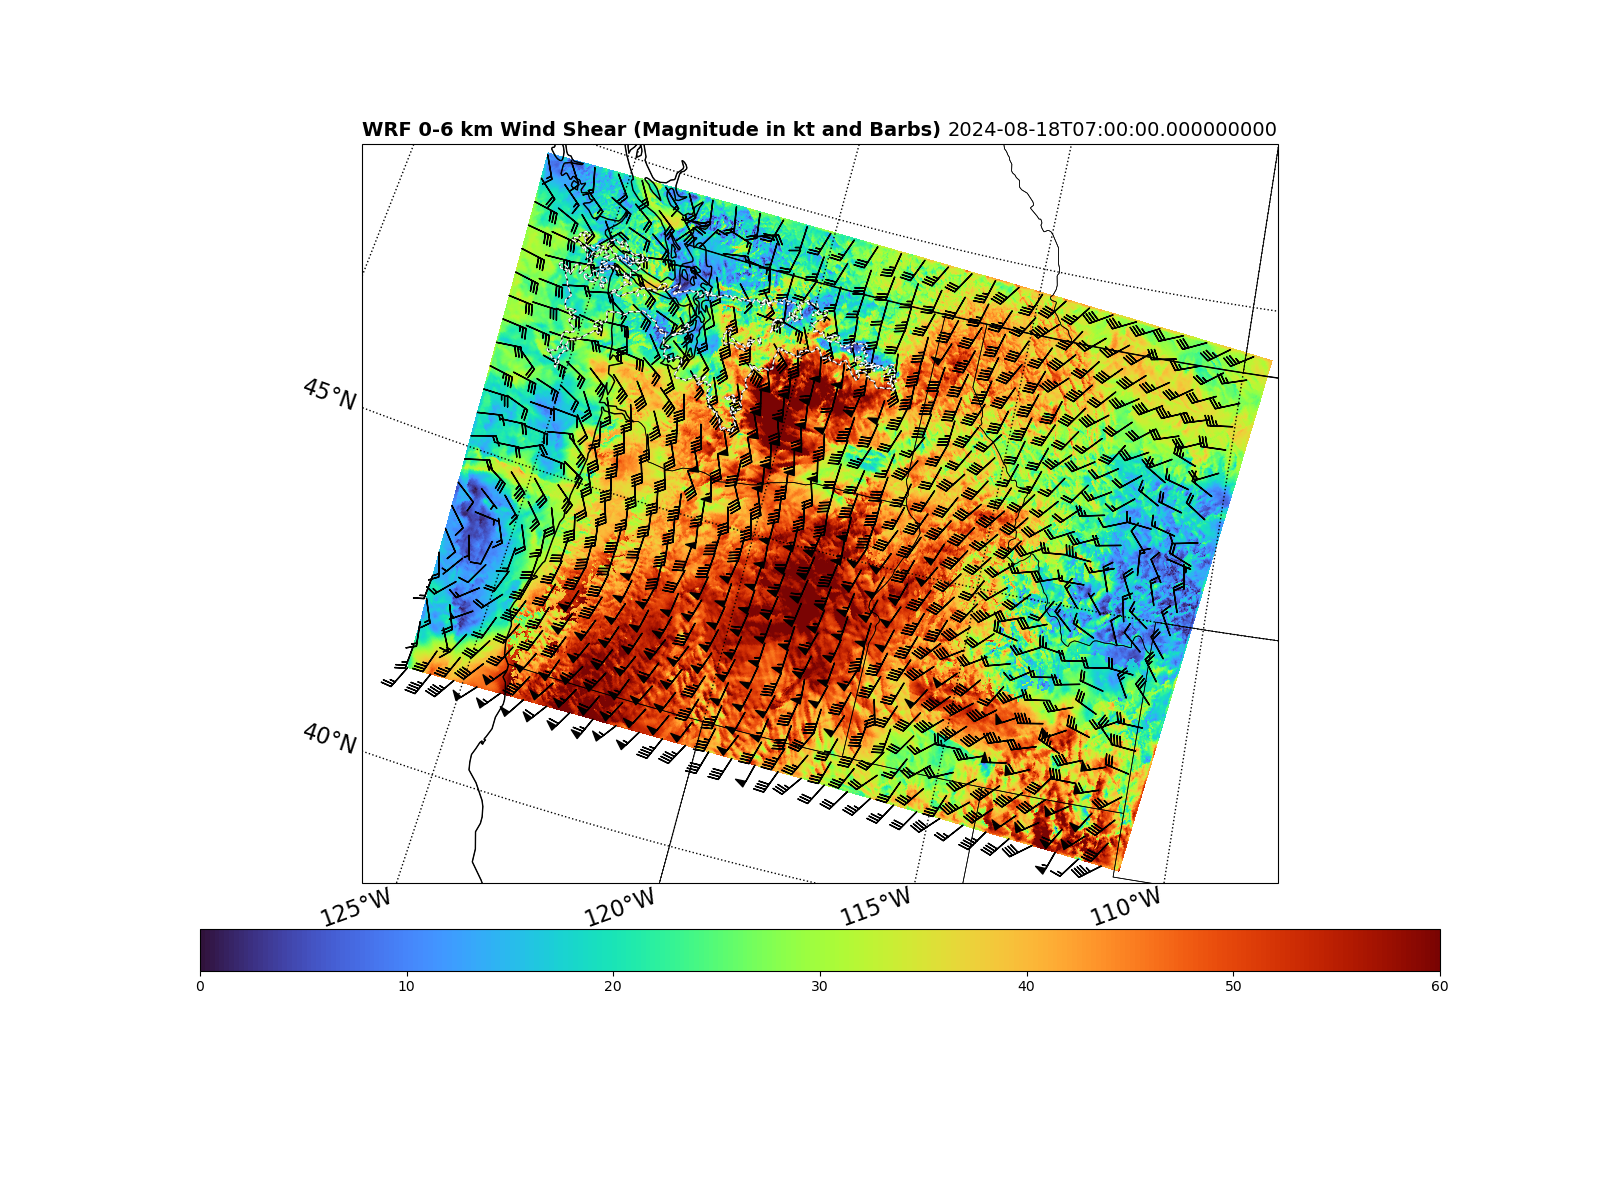 WRF 0-6 km Wind Shear (Magnitude in kt and Barbs) 2024-08-18T07:00:00.000000000
45°N
40°N
125°W 120°W 115°W 110°W
0 10 20 30 40 50 60